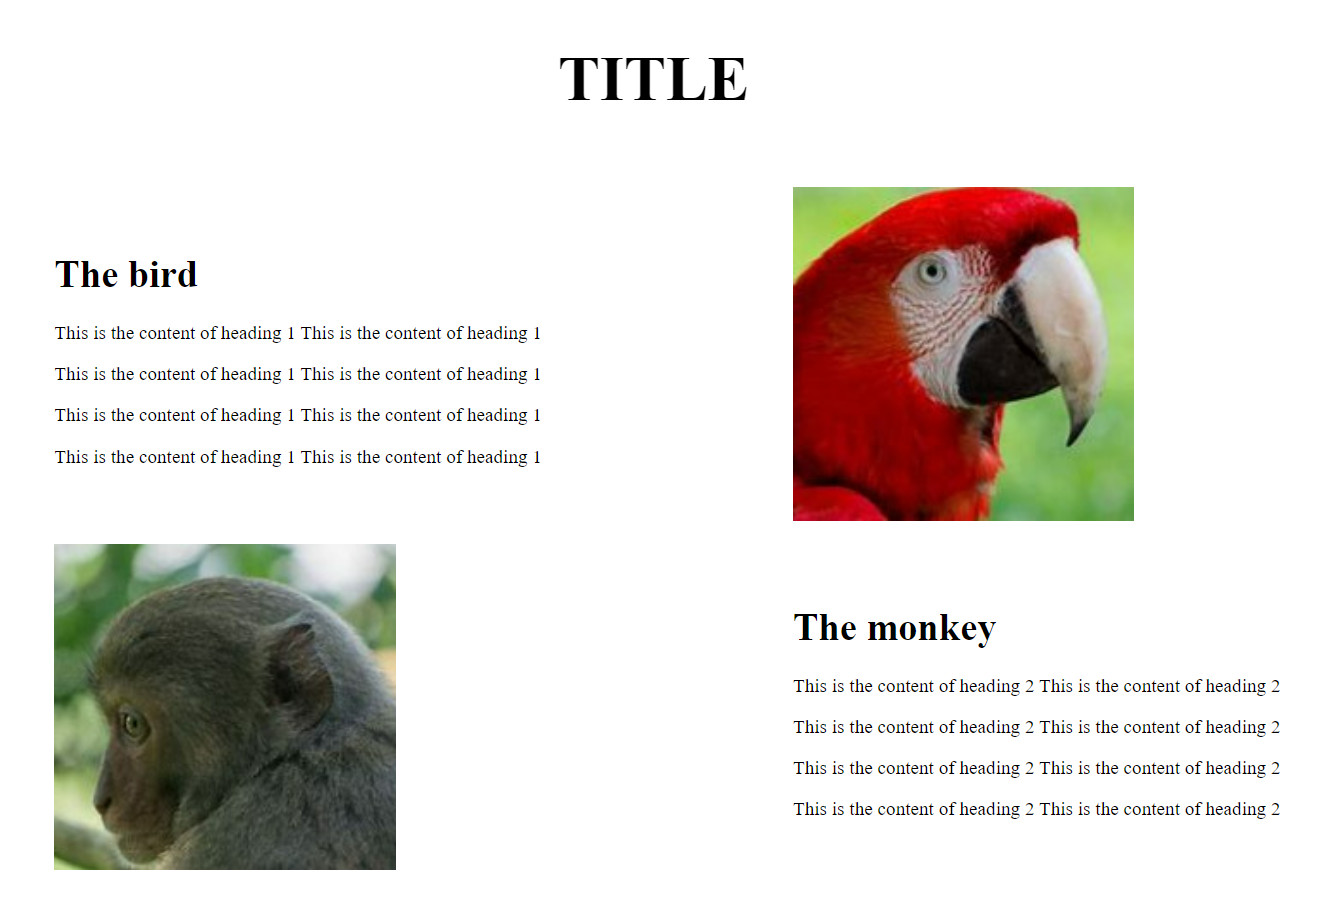 TITLE
The bird
This is the content of heading 1 This is the content of heading 1
This is the content of heading 1 This is the content of heading 1
This is the content of heading 1 This is the content of heading 1
This is the content of heading 1 This is the content of heading 1
The monkey
This is the content of heading 2 This is the content of heading 2
This is the content of heading 2 This is the content of heading 2
This is the content of heading 2 This is the content of heading 2
This is the content of heading 2 This is the content of heading 2